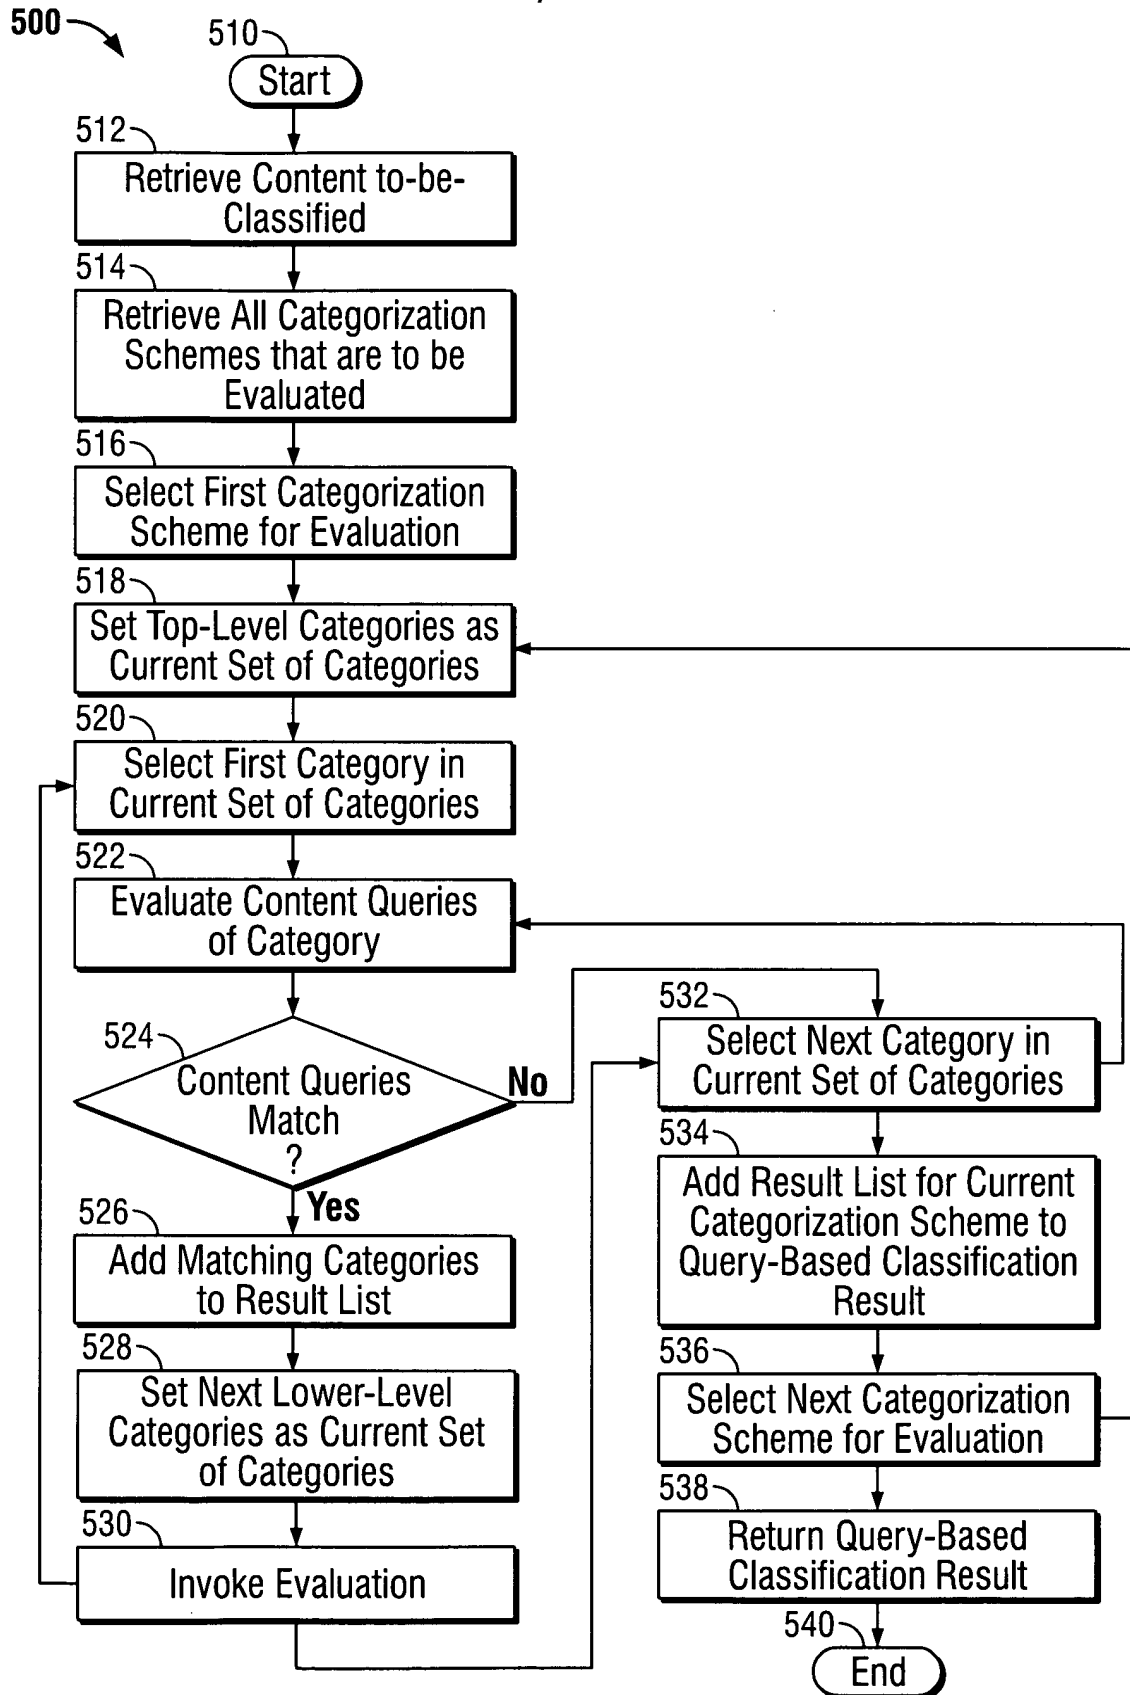 500
510
Start
512
Retrieve Content to-be-
Classified
514
Retrieve All Categorization
Schemes that are to be
Evaluated
516
Select First Categorization
Scheme for Evaluation
518
Set Top-Level Categories as
Current Set of Categories
520
Select First Category in
Current Set of Categories
522
Evaluate Content Queries
of Category
524
Content Queries
Match
?
No
Yes
526
Add Matching Categories
to Result List
528
Set Next Lower-Level
Categories as Current Set
of Categories
530
Invoke Evaluation
532
Select Next Category in
Current Set of Categories
534
Add Result List for Current
Categorization Scheme to
Query-Based Classification
Result
536
Select Next Categorization
Scheme for Evaluation
538
Return Query-Based
Classification Result
540
End